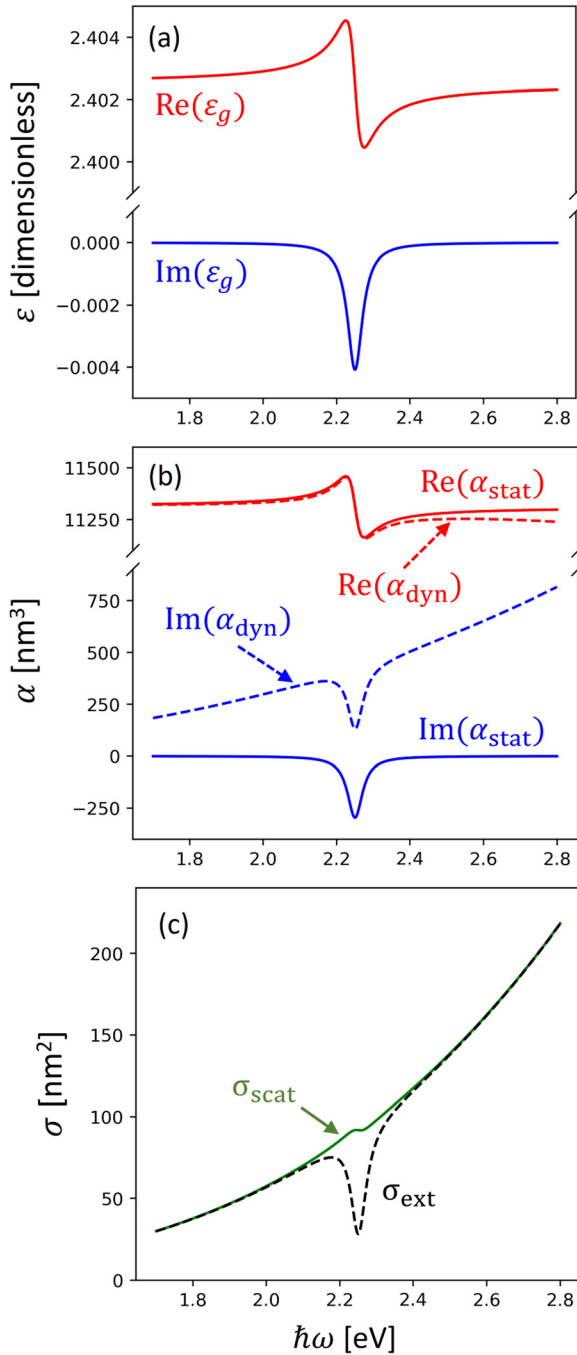 (a)
2.404
2.402
2.400
0.000
−0.002
−0.004
Re(εg)
Im(εg)
ε [dimensionless]
1.8 2.0 2.2 2.4 2.6 2.8
(b)
11500
11250
750
500
250
0
−250
Re(αstat)
Re(αdyn)
Im(αdyn)
Im(αstat)
α [nm³]
1.8 2.0 2.2 2.4 2.6 2.8
(c)
200
150
100
50
0
σscat
σext
σ [nm²]
1.8 2.0 2.2 2.4 2.6 2.8
ℏω [eV]